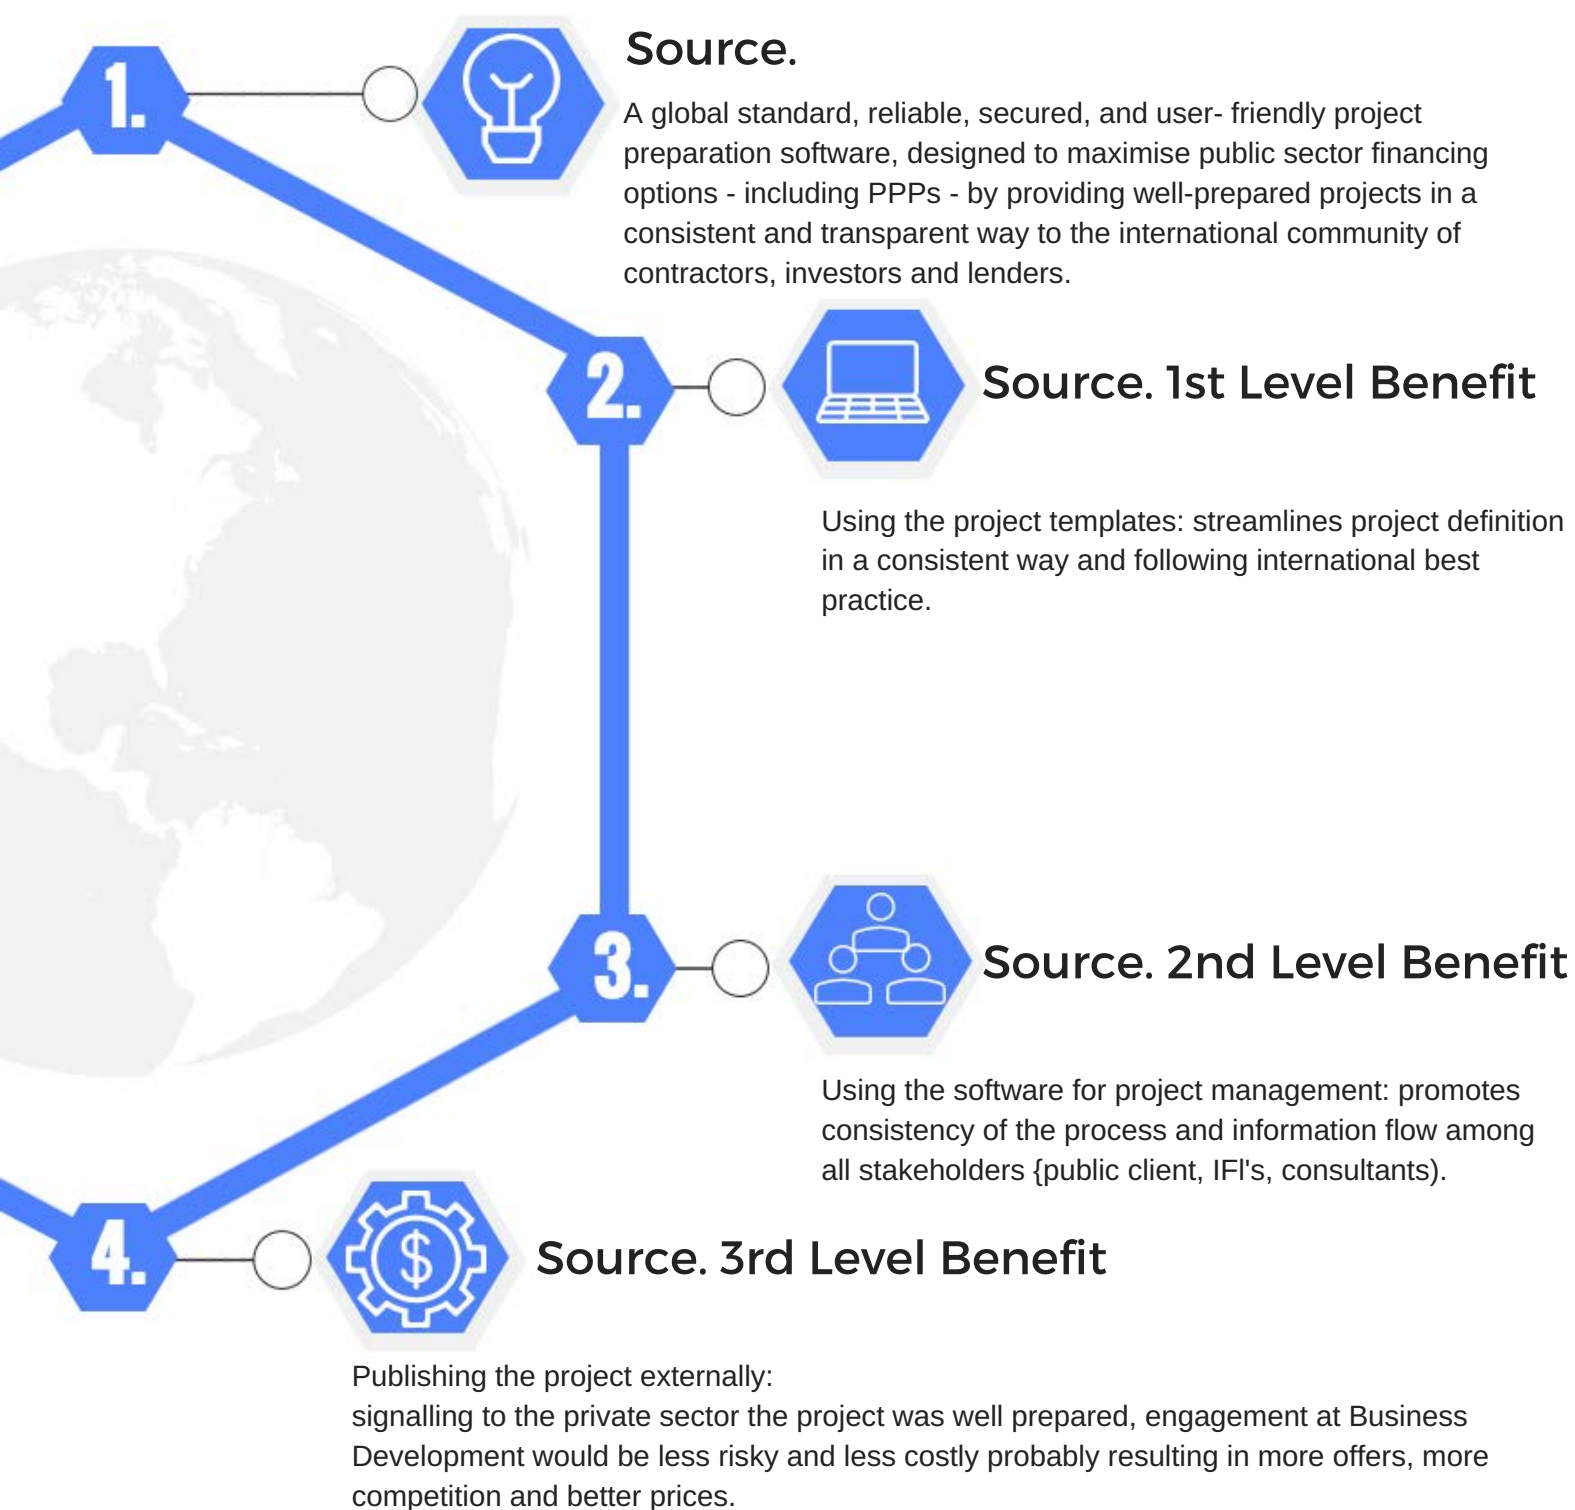 1.
Source.
A global standard, reliable, secured, and user- friendly project
preparation software, designed to maximise public sector financing
options - including PPPs - by providing well-prepared projects in a
consistent and transparent way to the international community of
contractors, investors and lenders.
2.
Source. 1st Level Benefit
Using the project templates: streamlines project definition
in a consistent way and following international best
practice.
3.
Source. 2nd Level Benefit
Using the software for project management: promotes
consistency of the process and information flow among
all stakeholders {public client, IFl's, consultants).
4.
$
Source. 3rd Level Benefit
Publishing the project externally:
signalling to the private sector the project was well prepared, engagement at Business
Development would be less risky and less costly probably resulting in more offers, more
competition and better prices.